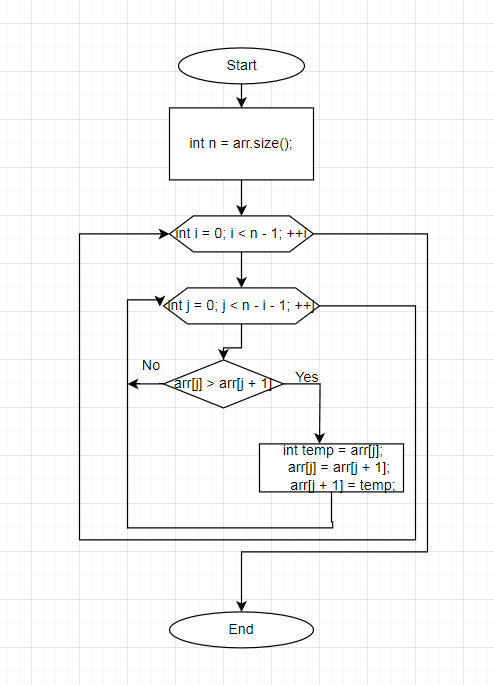 Start
int n = arr.size();
int i = 0; i < n - 1; ++i
int j = 0; j < n - i - 1; ++j
No
arr[j] > arr[j + 1]
Yes
int temp = arr[j];
arr[j] = arr[j + 1];
arr[j + 1] = temp;
End